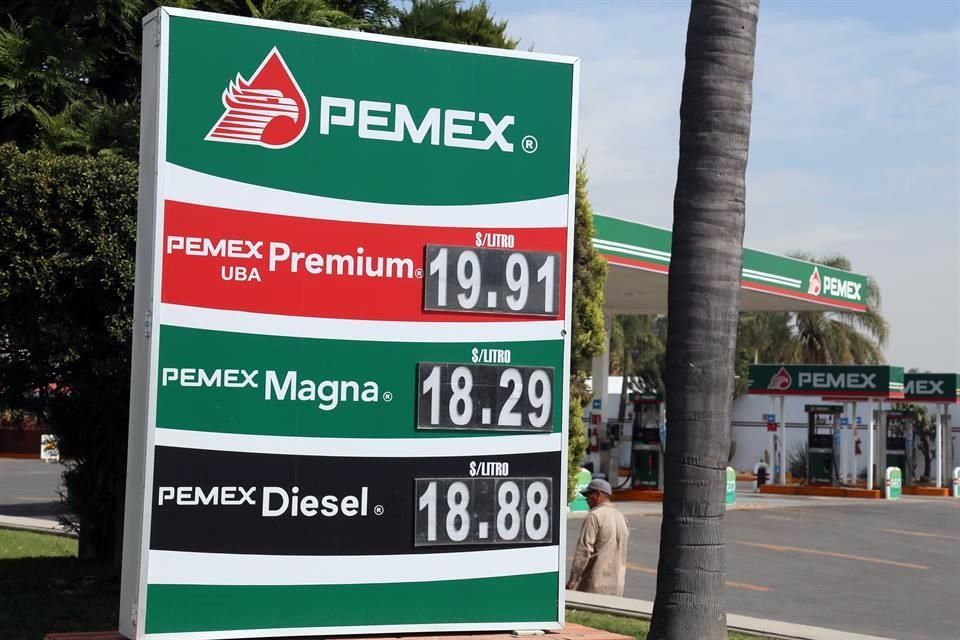 PEMEX ®
$/LITRO
PEMEX Premium® 19.91
UBA
$/LITRO
PEMEX Magna® 18.29
$/LITRO
PEMEX Diesel® 18.88
PEMEX
PEMEX
MEX